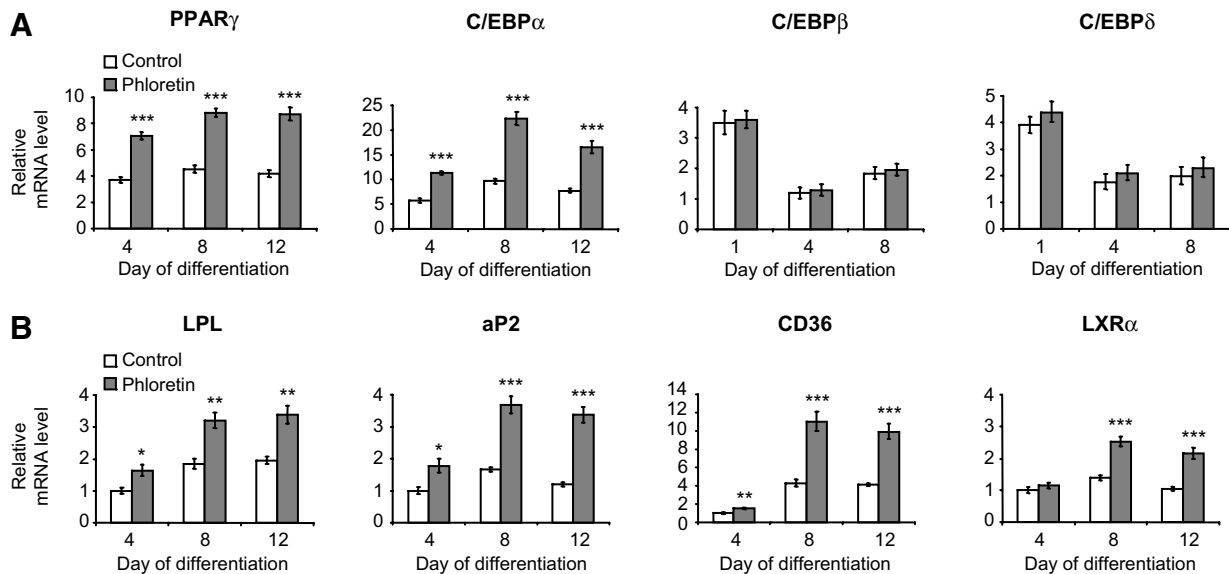 A
PPARγ
C/EBPα
C/EBPβ
C/EBPδ
Control
Phloretin
Relative mRNA level
10
8
6
4
2
0
***
***
***
4 8 12
Day of differentiation
25
20
15
10
5
0
***
***
***
4 8 12
Day of differentiation
4
3
2
1
0
1 4 8
Day of differentiation
5
4
3
2
1
0
1 4 8
Day of differentiation
B
LPL
aP2
CD36
LXRα
Control
Phloretin
Relative mRNA level
4
3
2
1
0
*
**
**
4 8 12
Day of differentiation
4
3
2
1
0
*
***
***
4 8 12
Day of differentiation
14
12
10
8
6
4
2
0
**
***
***
4 8 12
Day of differentiation
4
3
2
1
0
***
***
4 8 12
Day of differentiation